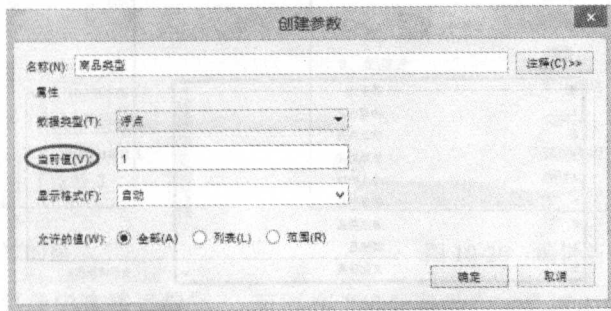 创建参数
名称(N): 商品类型 注释(C) >>
属性
数据类型(T): 浮点
当前值(V): 1
显示格式(F): 自动
允许的值(W): 全部(A) 列表(L) 范围(R)
确定 取消